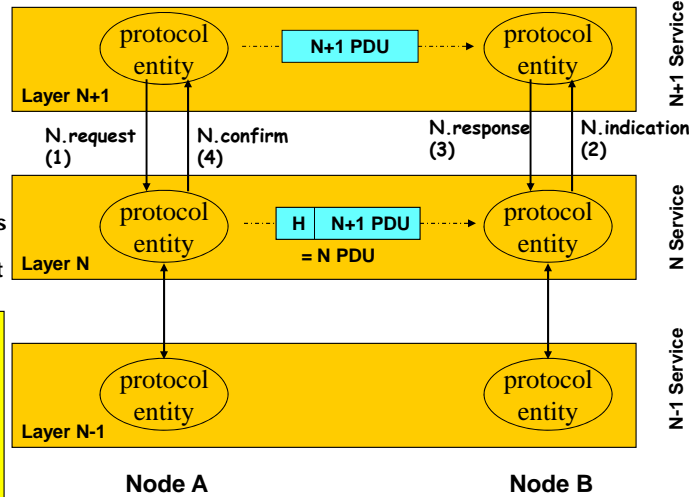 protocol entity
N+1 PDU
protocol entity
Layer N+1
N+1 Service
N.request
(1)
N.confirm
(4)
N.response
(3)
N.indication
(2)
protocol entity
H N+1 PDU
= N PDU
protocol entity
Layer N
N Service
s
t
protocol entity
protocol entity
Layer N-1
N-1 Service
Node A
Node B